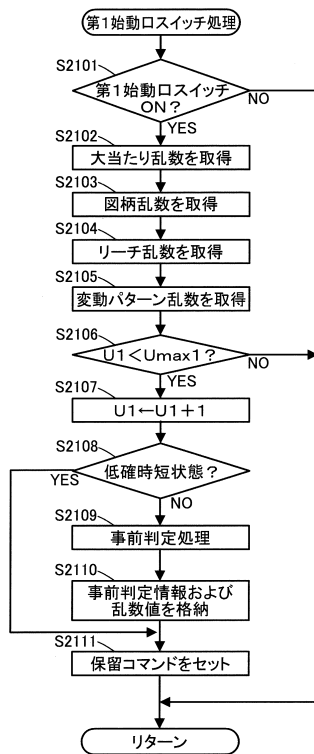 第1始動口スイッチ処理
S2101
第1始動口スイッチ
ON?
NO
YES
S2102
大当たり乱数を取得
S2103
図柄乱数を取得
S2104
リーチ乱数を取得
S2105
変動パターン乱数を取得
S2106
U1<Umax1?
NO
YES
S2107
U1←U1+1
S2108
低確時短状態?
YES
NO
S2109
事前判定処理
S2110
事前判定情報および
乱数値を格納
S2111
保留コマンドをセット
リターン